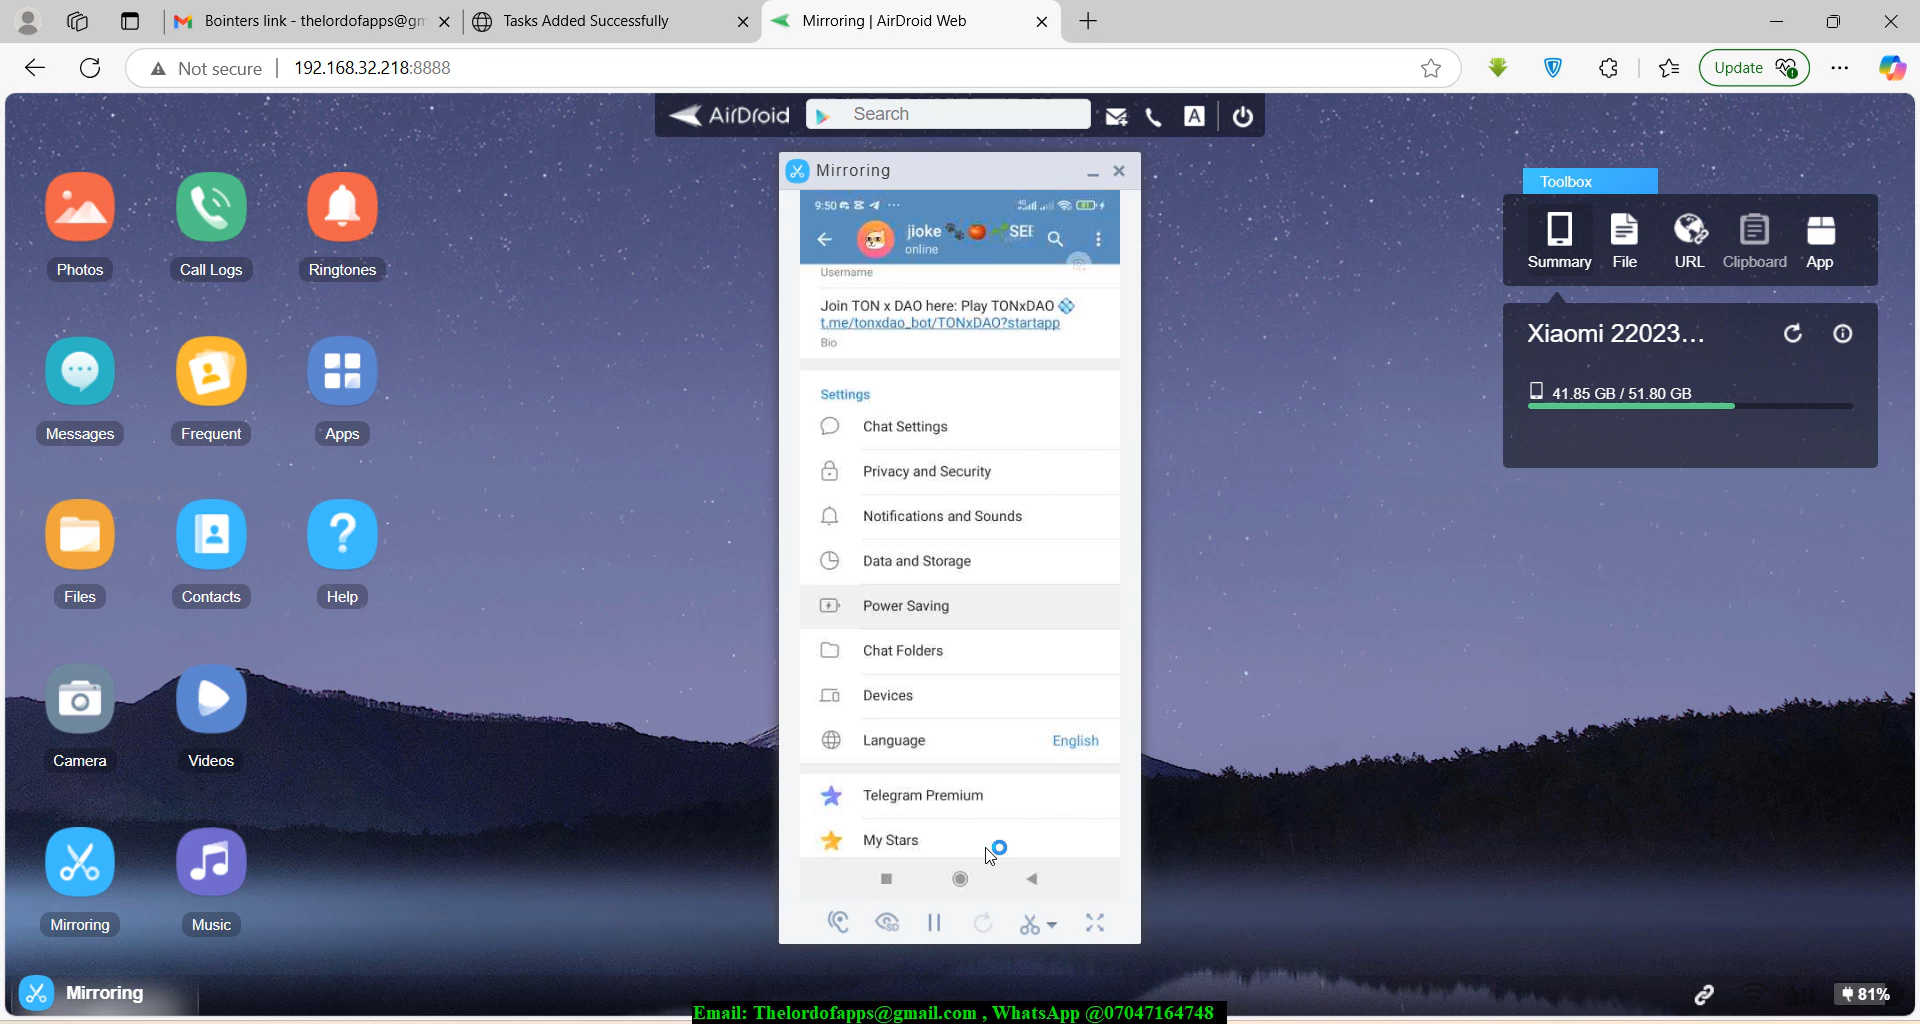 Bointers link - thelordofapps@gm
Tasks Added Successfully
Mirroring | AirDroid Web
Not secure
192.168.32.218:8888
Update
AirDroid
Search
A
Mirroring
9:50
4G
jioke SEE
online
Username
Join TON x DAO here: Play TONxDAO
t.me/tonxdao_bot/TONxDAO?startapp
Bio
Settings
Chat Settings
Privacy and Security
Notifications and Sounds
Data and Storage
Power Saving
Chat Folders
Devices
Language English
Telegram Premium
My Stars
SD
Photos
Call Logs
Ringtones
Messages
Frequent
Apps
Files
Contacts
Help
Camera
Videos
Mirroring
Music
Toolbox
Summary
File
URL
Clipboard
App
Xiaomi 22023...
41.85 GB / 51.80 GB
Mirroring
81%
Email: Thelordofapps@gmail.com , WhatsApp @07047164748